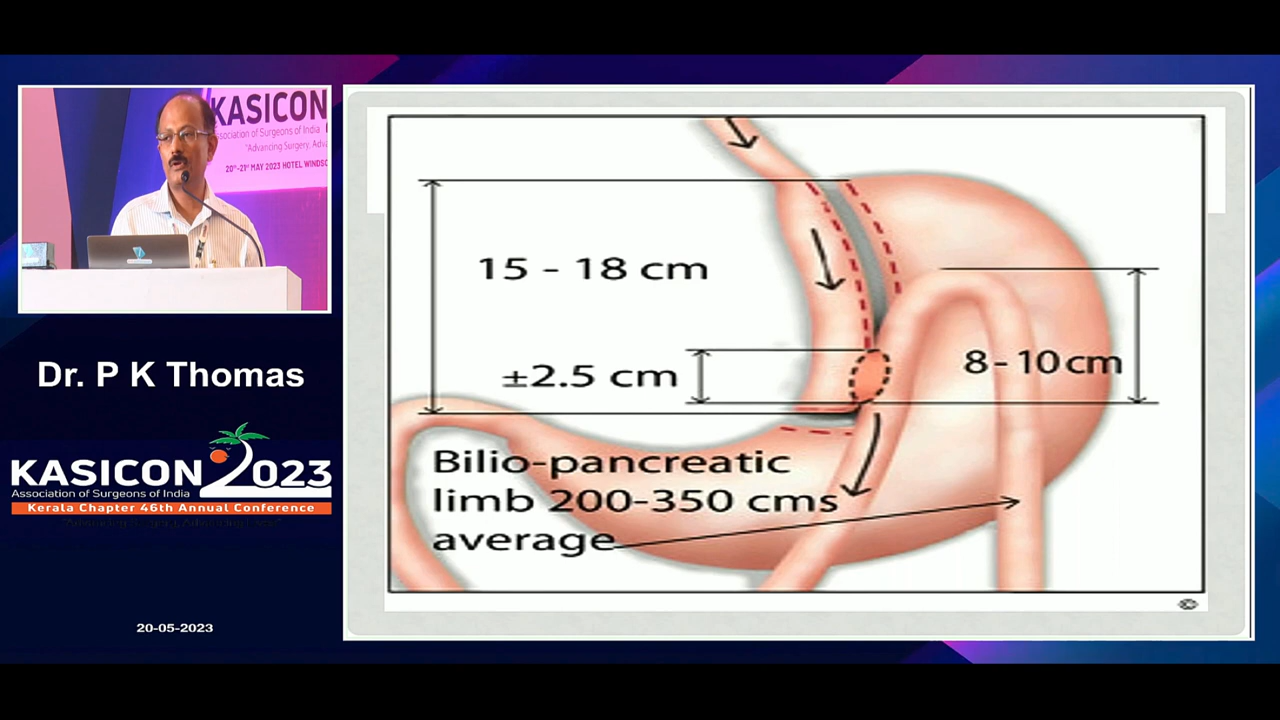 KASICON
Association of Surgeons of India
"Advancing Surgery, Adva
20th-21st MAY 2023 HOTEL WINDSO
Dr. P K Thomas
KASICON 2023
Association of Surgeons of India
Kerala Chapter 46th Annual Conference
20-05-2023
15 - 18 cm
±2.5 cm
8-10 cm
Bilio-pancreatic
limb 200-350 cms
average
©